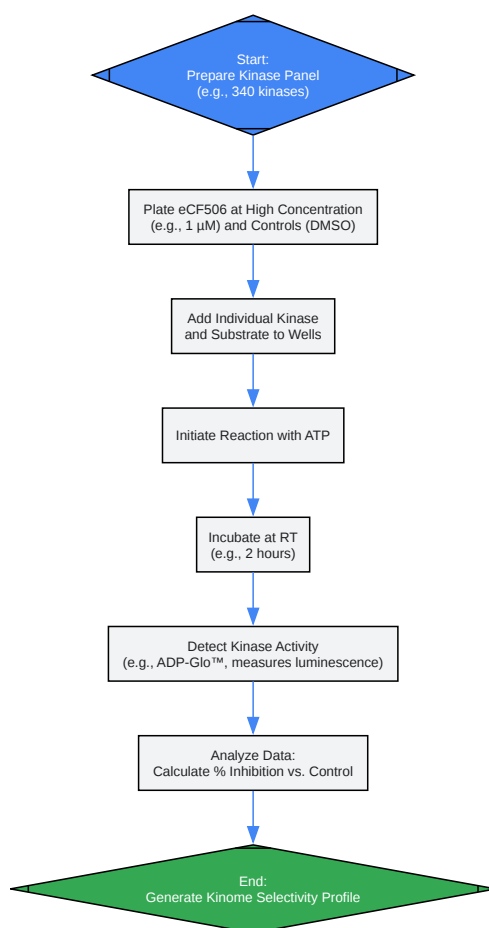 Start:
Prepare Kinase Panel
(e.g., 340 kinases)
Plate eCF506 at High Concentration
(e.g., 1 µM) and Controls (DMSO)
Add Individual Kinase
and Substrate to Wells
Initiate Reaction with ATP
Incubate at RT
(e.g., 2 hours)
Detect Kinase Activity
(e.g., ADP-Glo™, measures luminescence)
Analyze Data:
Calculate % Inhibition vs. Control
End:
Generate Kinome Selectivity Profile